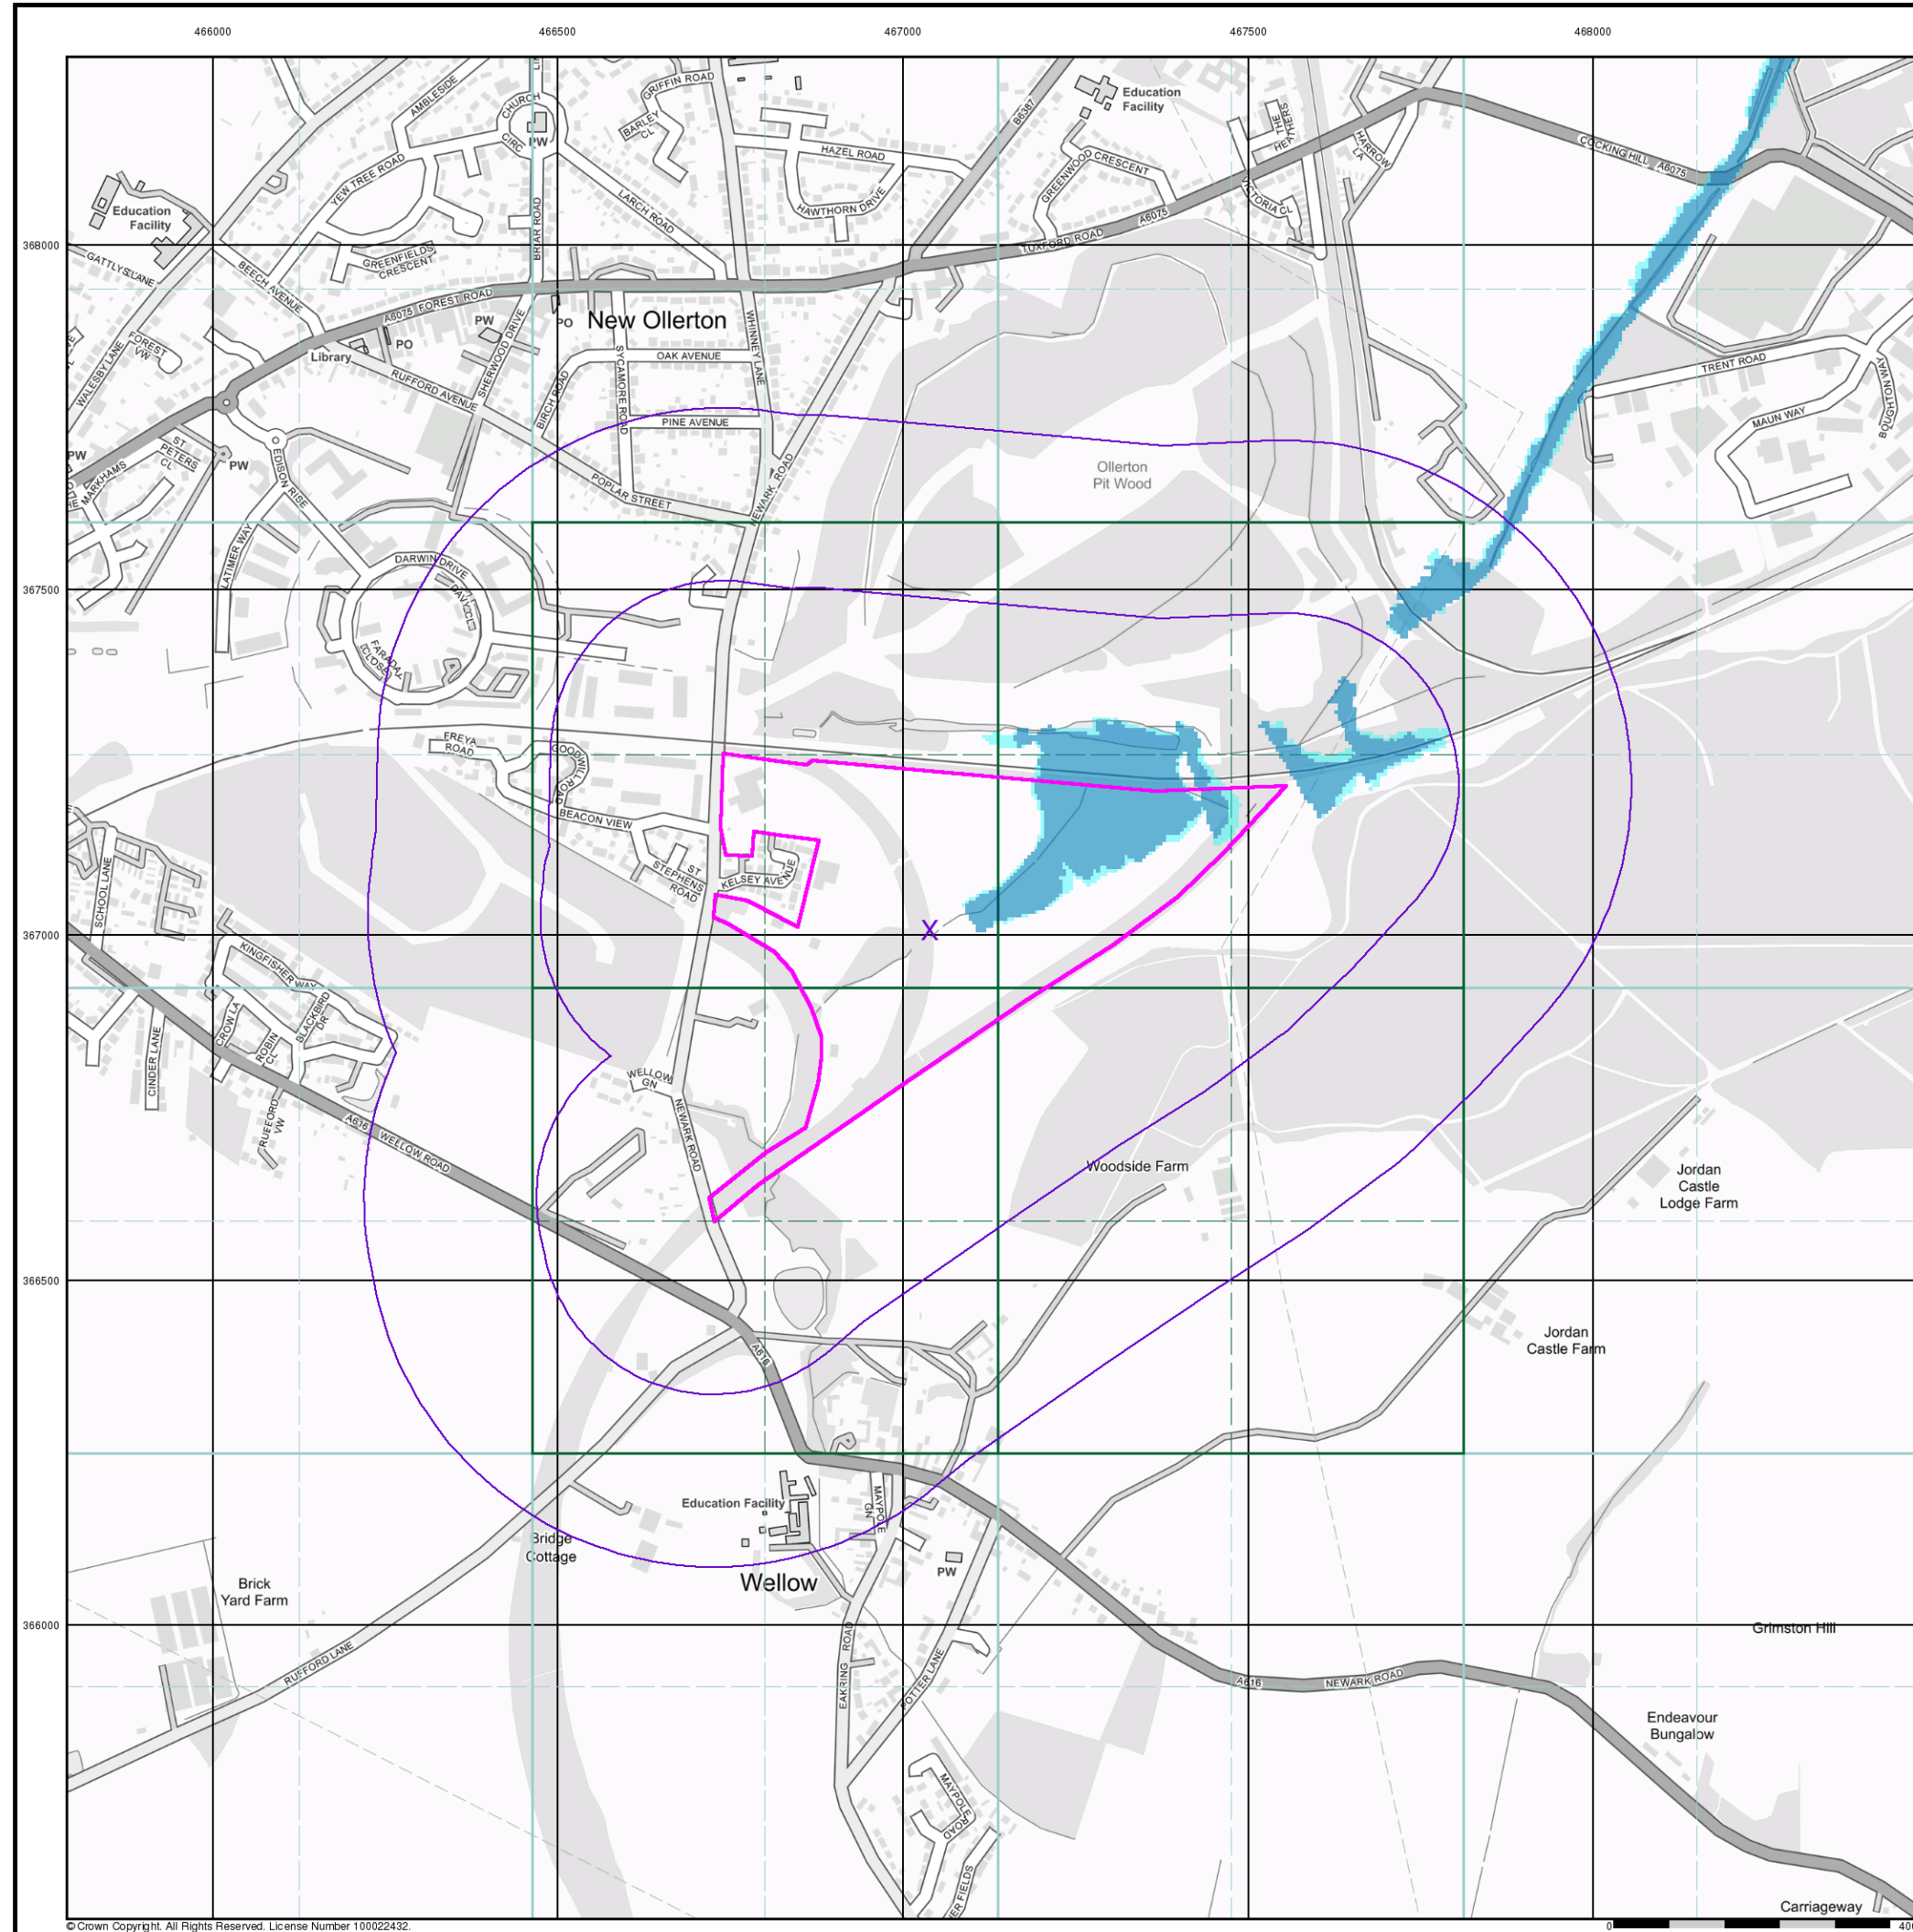 466000
466500
467000
467500
468000
AMBLESIDE
CHURCH
CIRC
PW
GRIFFIN ROAD
BARLEY
CL
B6387
Education
Facility
THE
HEATHERS
HARROW
LA
COCKING HILL A6075
HAZEL ROAD
HAWTHORN DRIVE
GREENWOOD CRESCENT
VICTORIA CL
YEW TREE ROAD
LARCH ROAD
BRIAR ROAD
Education
Facility
368000
GATTLYS LANE
BEECH AVENUE
GREENFIELDS
CRESCENT
TUXFORD ROAD
A6075
A6075 FOREST ROAD
New Ollerton
PW
PO
PO
Library
FOREST
VW
WALESBY LANE
RUFFORD AVENUE
SHERWOOD DRIVE
BIRCH ROAD
SYCAMORE ROAD
OAK AVENUE
WHINNEY LANE
PINE AVENUE
TRENT ROAD
MAUN WAY
BOUGHTON WAY
ST
PETERS
CL
PW
PW
MARKHAMS
EDISON RISE
POPLAR STREET
NEWARK ROAD
Ollerton
Pit Wood
LATIMER WAY
DARWIN DRIVE
DAVY CL
FARADAY
CLOSE
367500
FREYA
ROAD
GOODWILL
ROAD
BEACON VIEW
ST
STEPHENS
ROAD
KELSEY AVENUE
SCHOOL LANE
X
367000
KINGFISHER WAY
CROW LA
ROBIN
CL
BLACKBIRD
DR
CINDER LANE
RUFFORD
VW
WELLOW
GN
NEWARK ROAD
A616 WELLOW ROAD
Woodside Farm
Jordan
Castle
Lodge Farm
366500
A616
Jordan
Castle Farm
Education Facility
MAYPOLE
GN
Bridge
Cottage
Wellow
PW
Brick
Yard Farm
366000
RUFFORD LANE
EAKRING ROAD
POTTER LANE
A616
NEWARK ROAD
Grimston Hill
Endeavour
Bungalow
MAYPOLE
ROAD
Carriageway
© Crown Copyright. All Rights Reserved. License Number 100022432.
0